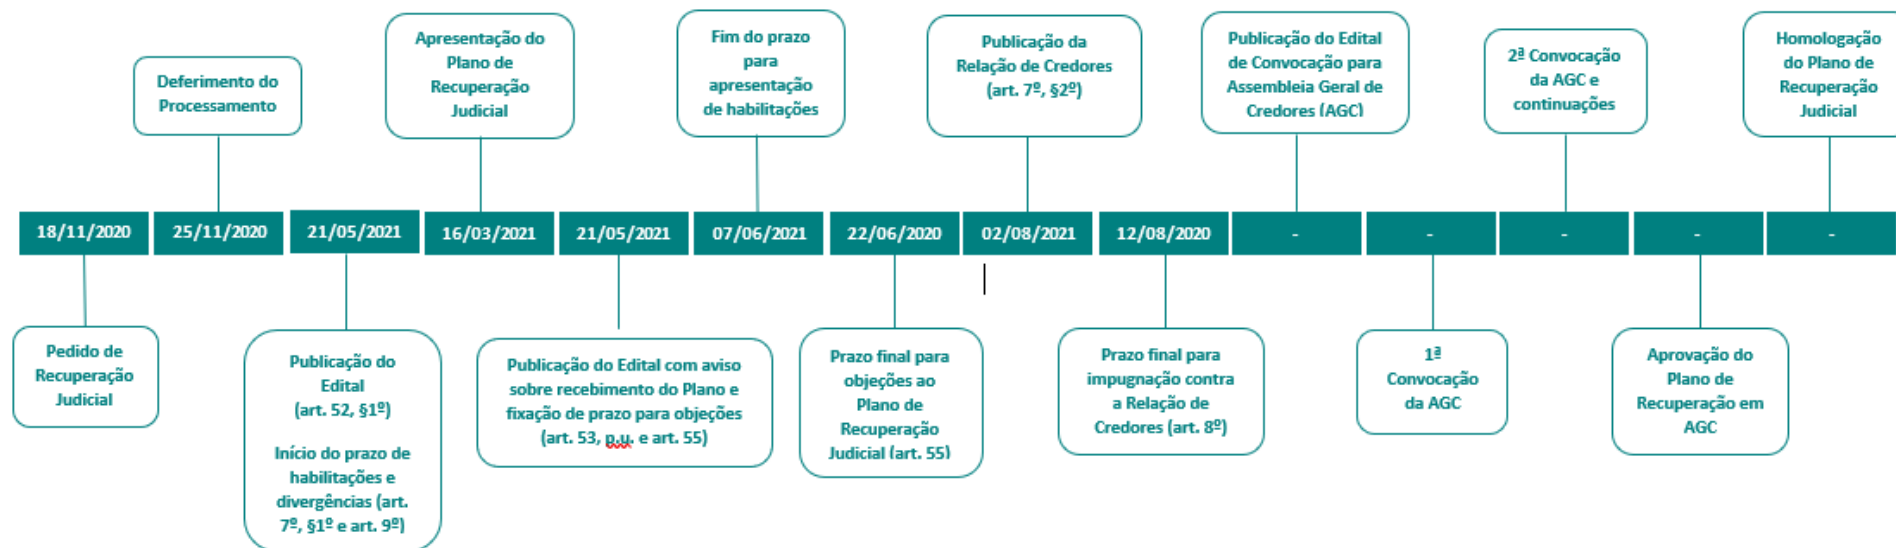 Deferimento do
Processamento
Apresentação do
Plano de
Recuperação
Judicial
Fim do prazo
para
apresentação
de habilitações
Publicação da
Relação de Credores
(art. 7º, §2º)
Publicação do Edital
de Convocação para
Assembleia Geral de
Credores (AGC)
2ª Convocação
da AGC e
continuações
Homologação
do Plano de
Recuperação
Judicial
18/11/2020
25/11/2020
21/05/2021
16/03/2021
21/05/2021
07/06/2021
22/06/2020
02/08/2021
12/08/2020
-
-
-
-
-
Pedido de
Recuperação
Judicial
Publicação do
Edital
(art. 52, §1º)
Início do prazo de
habilitações e
divergências (art.
7º, §1º e art. 9º)
Publicação do Edital com aviso
sobre recebimento do Plano e
fixação de prazo para objeções
(art. 53, p.u. e art. 55)
Prazo final para
objeções ao
Plano de
Recuperação
Judicial (art. 55)
Prazo final para
impugnação contra
a Relação de
Credores (art. 8º)
1ª
Convocação
da AGC
Aprovação do
Plano de
Recuperação em
AGC